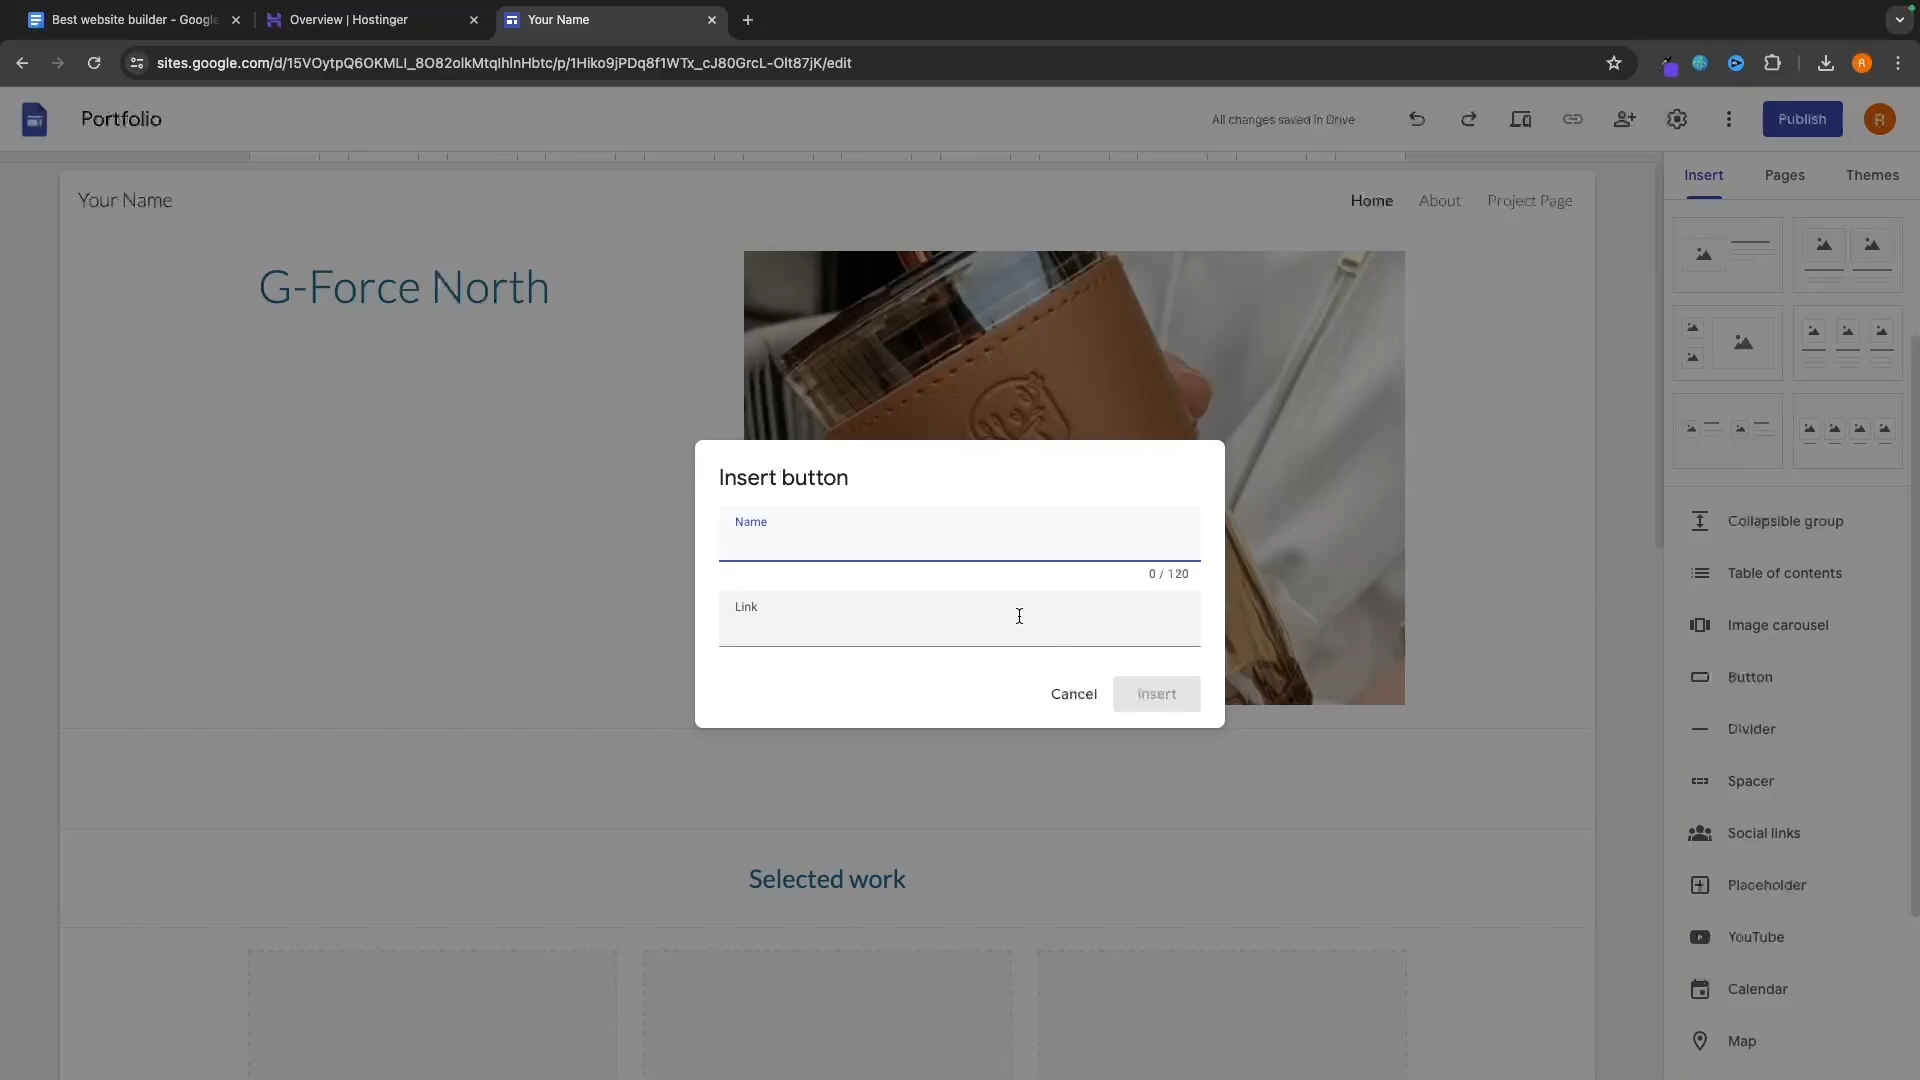 Best website builder - Google
Overview | Hostinger
Your Name
sites.google.com/d/15VOytpQ6OKMLI_8O82olkMtqIhlnHbtc/p/1Hiko9jPDq8f1WTx_cJ80GrcL-OIt87jK/edit
R
Portfolio
All changes saved in Drive
Publish
R
Insert
Pages
Themes
Your Name
Home
About
Project Page
G-Force North
Insert button
Name
0 / 120
Link
Cancel
Insert
Selected work
Collapsible group
Table of contents
Image carousel
Button
Divider
Spacer
Social links
Placeholder
YouTube
Calendar
Map